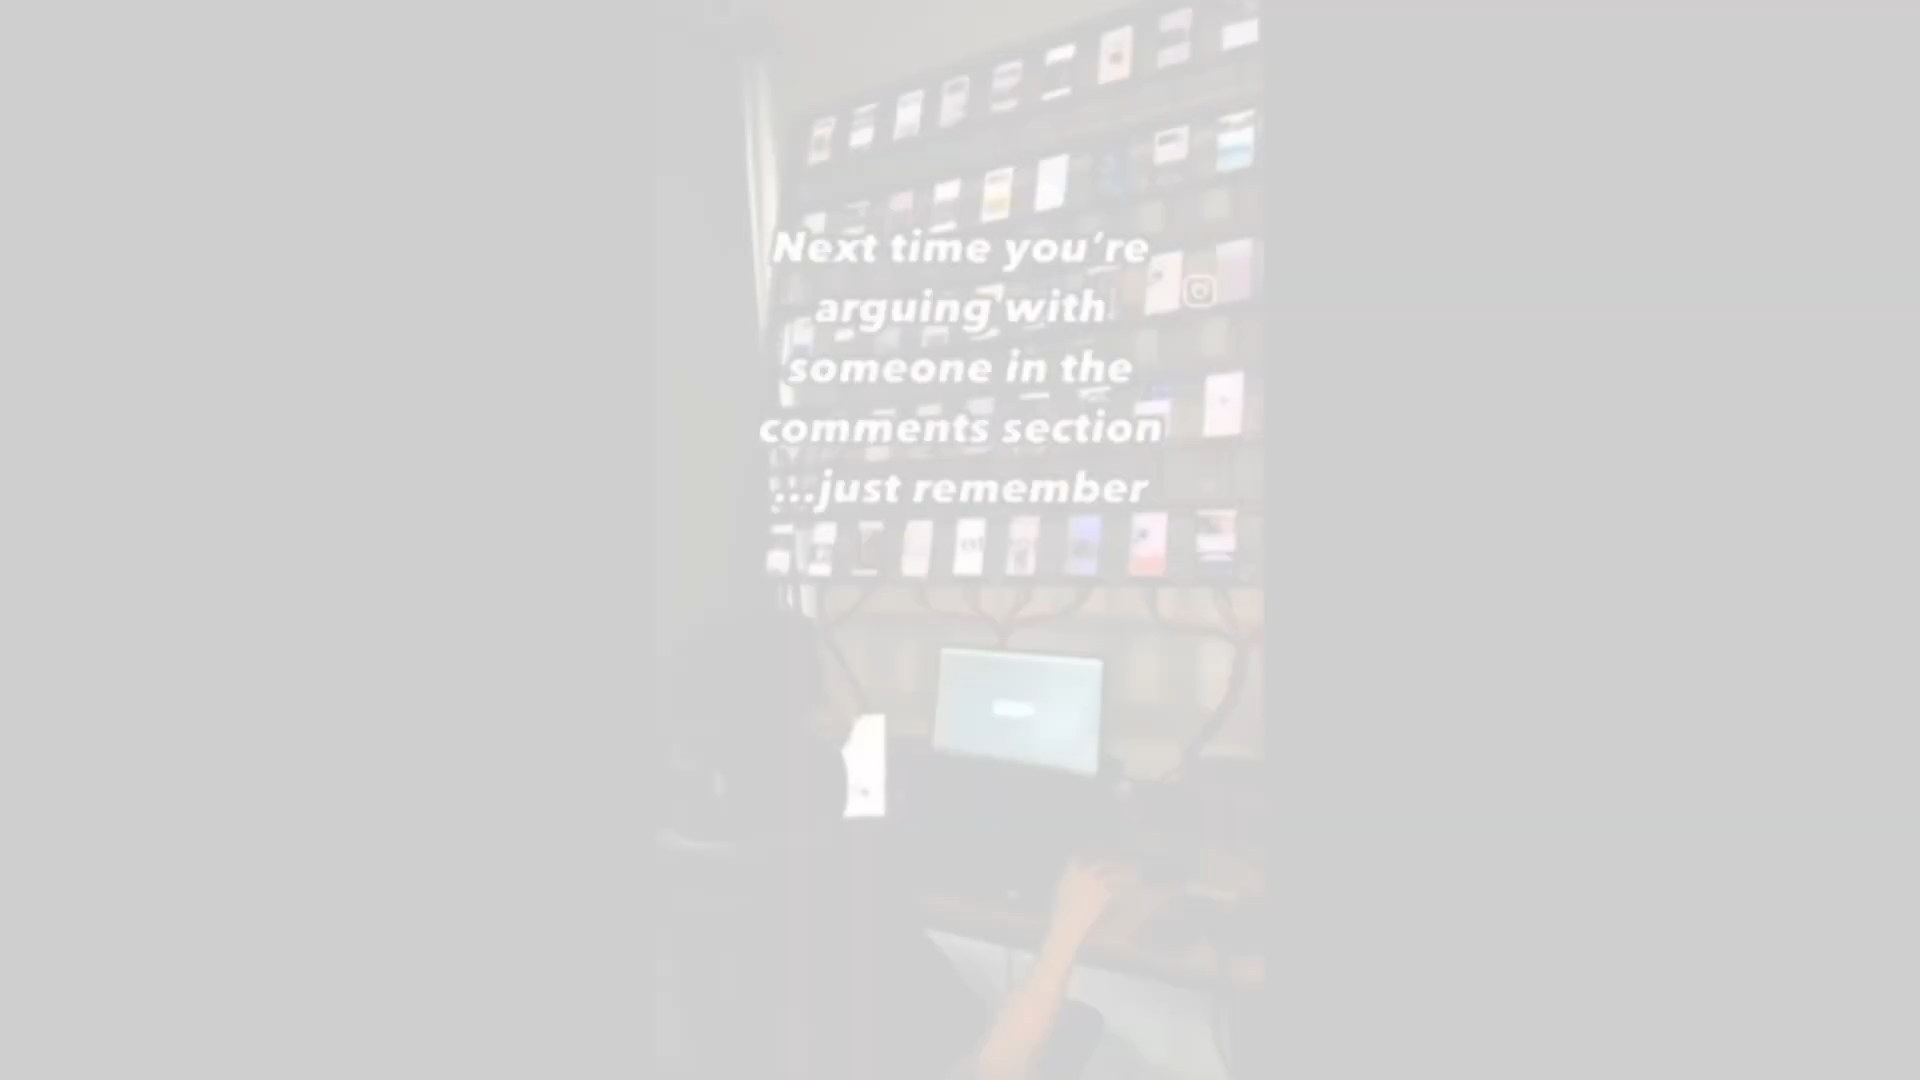 Next time you're
arguing with
someone in the
comments section
...just remember